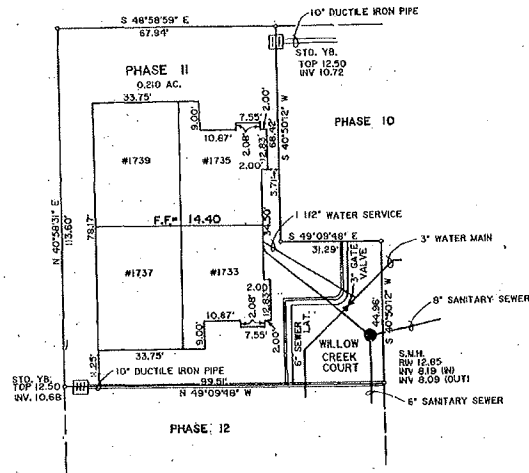 S 48°58'59" E
67.94'
10" DUCTILE IRON PIPE
STD. YB.
TOP 12.50
INV 10.72
PHASE 11
0.210 AC.
33.75'
9.00'
10.67'
7.55'
2.08'
2.00'
12.83'
2.00'
68.42'
S 40°50'12" W
3.71'
PHASE 10
#1739
#1735
N 40°58'31" E
113.60'
78.17'
F.F= 14.40
34.50'
1 1/2" WATER SERVICE
S 49°09'48" E
31.29'
3" WATER MAIN
3" GATE
VALVE
#1737
#1733
2.00
12.83'
2.08'
7.55'
2.00'
10.67'
9.00'
33.75'
6" SEWER
LAT.
44.96'
S 40°50'12" W
8" SANITARY SEWER
WILLOW
CREEK
COURT
S.M.H.
RIM 12.85
INV 8.19 (IN)
INV 8.09 (OUT)
STD. YB.
TOP 12.50
INV. 10.68
10" DUCTILE IRON PIPE
99.51'
N 49°09'48" W
6" SANITARY SEWER
PHASE 12